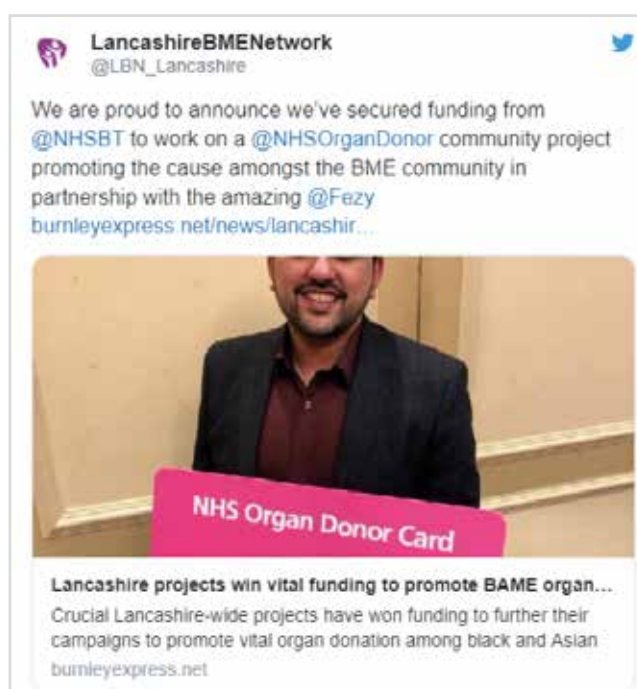 LancashireBMENetwork
@LBN_Lancashire
We are proud to announce we've secured funding from
@NHSBT to work on a @NHSOrganDonor community project
promoting the cause amongst the BME community in
partnership with the amazing @Fezy
burnleyexpress.net/news/lancashir...
NHS Organ Donor Card
Lancashire projects win vital funding to promote BAME organ...
Crucial Lancashire-wide projects have won funding to further their
campaigns to promote vital organ donation among black and Asian
burnleyexpress.net